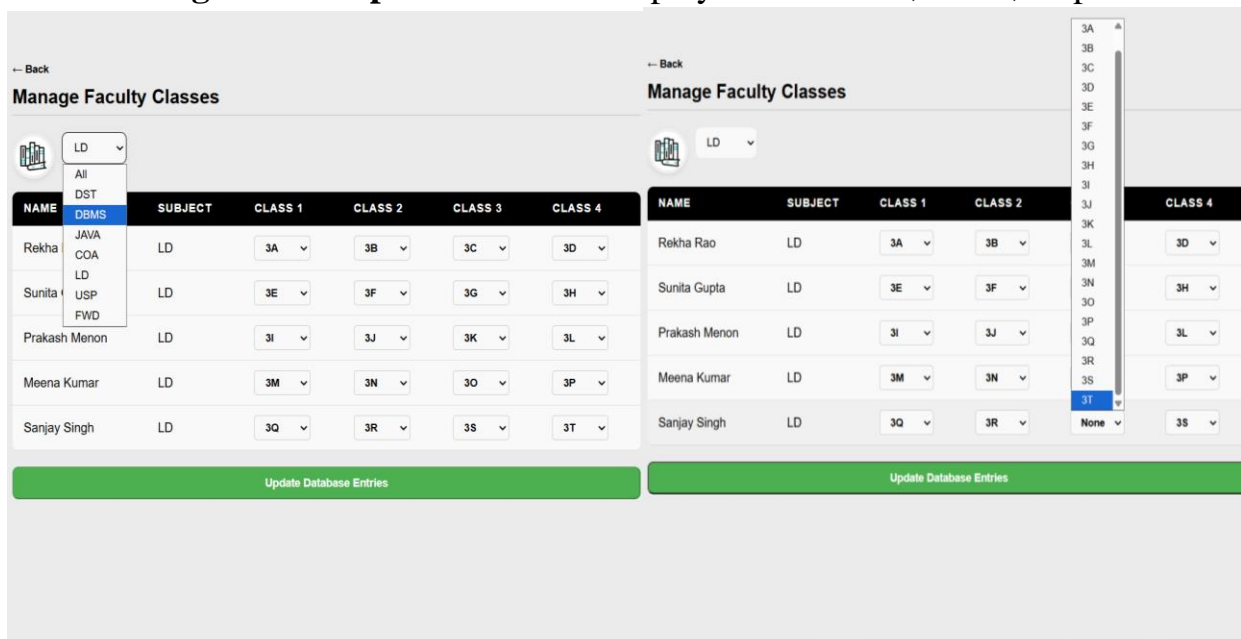 ← Back
Manage Faculty Classes
LD
All
DST
DBMS
JAVA
COA
LD
USP
FWD
NAME SUBJECT CLASS 1 CLASS 2 CLASS 3 CLASS 4
Rekha LD 3A 3B 3C 3D
Sunita LD 3E 3F 3G 3H
Prakash Menon LD 3I 3J 3K 3L
Meena Kumar LD 3M 3N 3O 3P
Sanjay Singh LD 3Q 3R 3S 3T
Update Database Entries
← Back
Manage Faculty Classes
LD
3A
3B
3C
3D
3E
3F
3G
3H
3I
3J
3K
3L
3M
3N
3O
3P
3Q
3R
3S
3T
NAME SUBJECT CLASS 1 CLASS 2 CLASS 4
Rekha Rao LD 3A 3B 3D
Sunita Gupta LD 3E 3F 3H
Prakash Menon LD 3I 3J 3L
Meena Kumar LD 3M 3N 3P
Sanjay Singh LD 3Q 3R None 3S
Update Database Entries